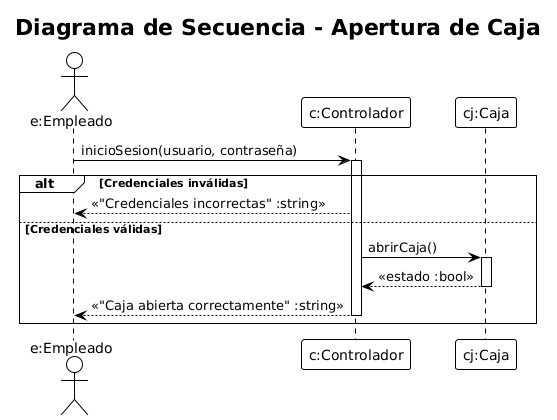 Diagrama de Secuencia - Apertura de Caja
e:Empleado
c:Controlador
cj:Caja
inicioSesion(usuario, contraseña)
alt [Credenciales inválidas]
«"Credenciales incorrectas" :string»
[Credenciales válidas]
abrirCaja()
«estado :bool»
«"Caja abierta correctamente" :string»
e:Empleado
c:Controlador
cj:Caja